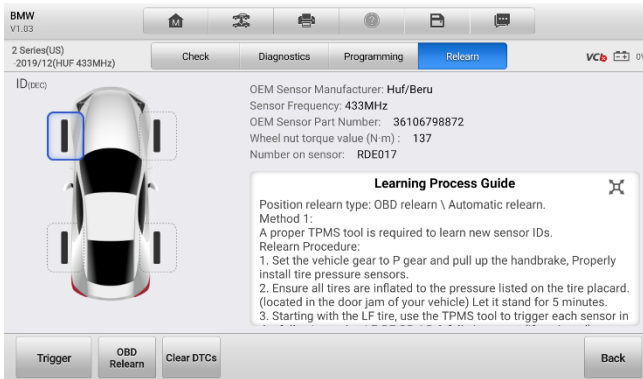 BMW
V1.03
2 Series(US)
-2019/12(HUF 433MHz)
Check
Diagnostics
Programming
Relearn
VCI
0V
ID(DEC)
OEM Sensor Manufacturer: Huf/Beru
Sensor Frequency: 433MHz
OEM Sensor Part Number: 36106798872
Wheel nut torque value (N·m) : 137
Number on sensor: RDE017
Learning Process Guide
Position relearn type: OBD relearn \ Automatic relearn.
Method 1:
A proper TPMS tool is required to learn new sensor IDs.
Relearn Procedure:
1. Set the vehicle gear to P gear and pull up the handbrake, Properly
install tire pressure sensors.
2. Ensure all tires are inflated to the pressure listed on the tire placard.
(located in the door jam of your vehicle) Let it stand for 5 minutes.
3. Starting with the LF tire, use the TPMS tool to trigger each sensor in
Trigger
OBD
Relearn
Clear DTCs
Back